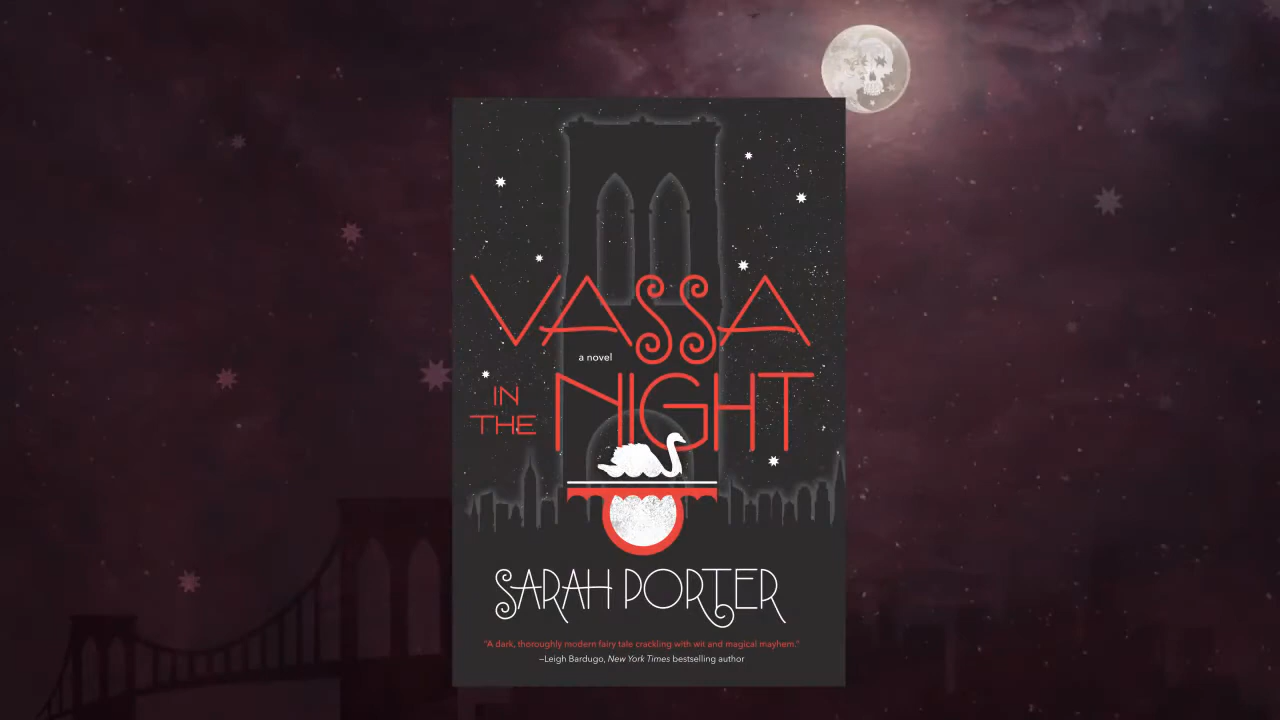 VASSA
a novel
IN
THE
NIGHT
SARAH PORTER
"A dark, thoroughly modern fairy tale crackling with wit and magical mayhem."
—Leigh Bardugo, New York Times bestselling author